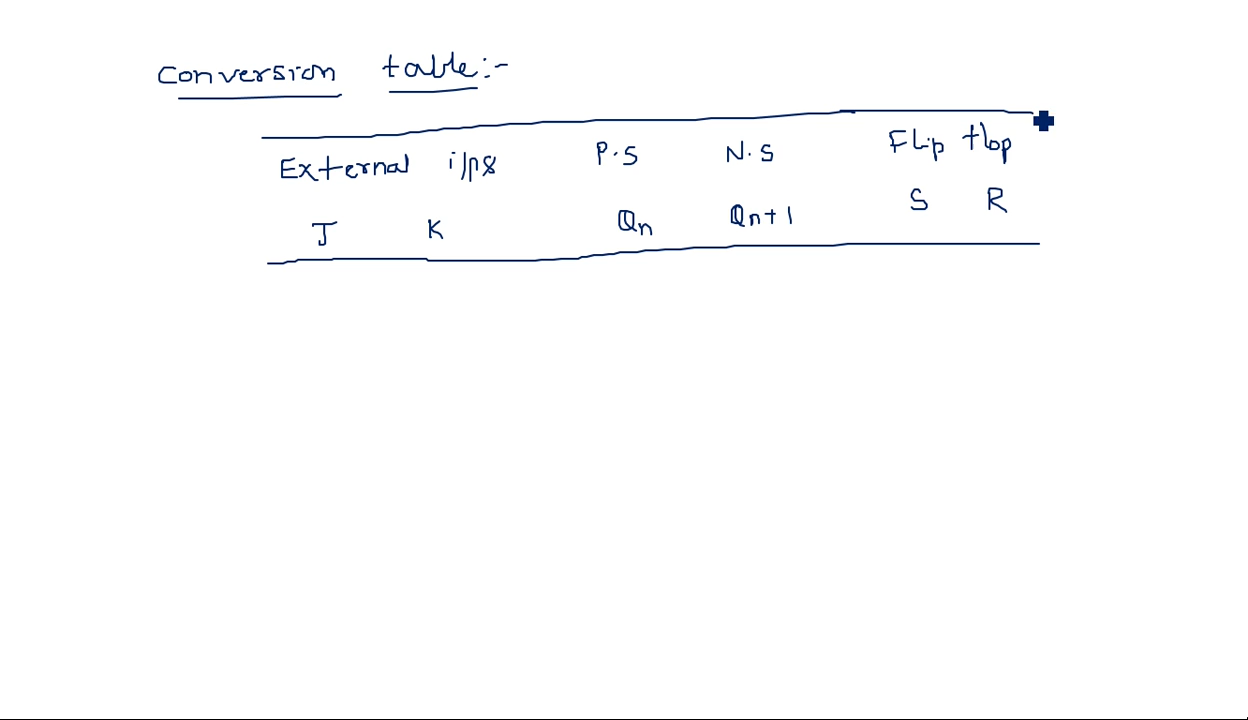 Conversion table:-
External i/ps P.S N.S Flip flop
J K Qn Qn+1 S R